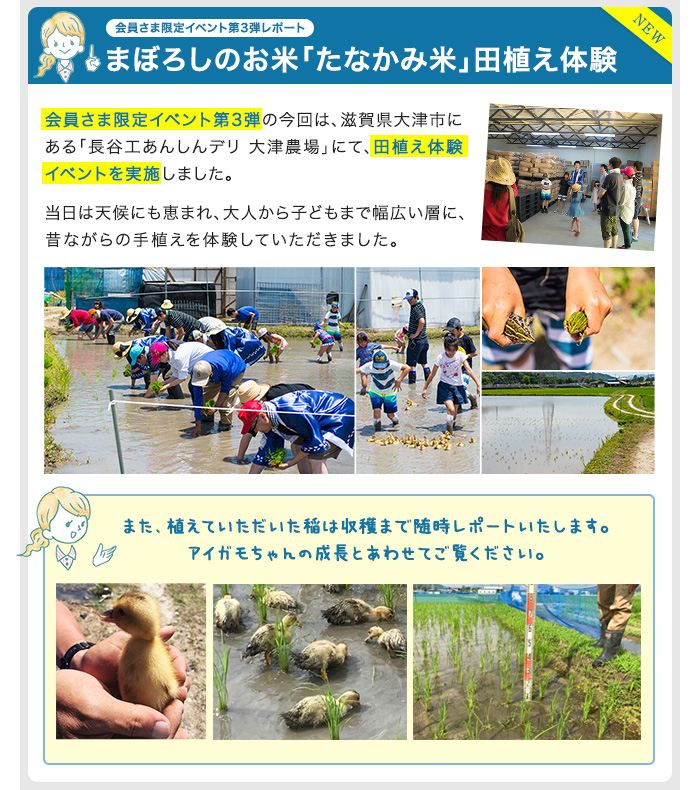 会員さま限定イベント第3弾レポート
まぼろしのお米「たなかみ米」田植え体験
NEW
会員さま限定イベント第3弾の今回は、滋賀県大津市に
ある「長谷工あんしんデリ 大津農場」にて、田植え体験
イベントを実施しました。
当日は天候にも恵まれ、大人から子どもまで幅広い層に、
昔ながらの手植えを体験していただきました。
また、植えていただいた稲は収穫まで随時レポートいたします。
アイガモちゃんの成長とあわせてご覧ください。